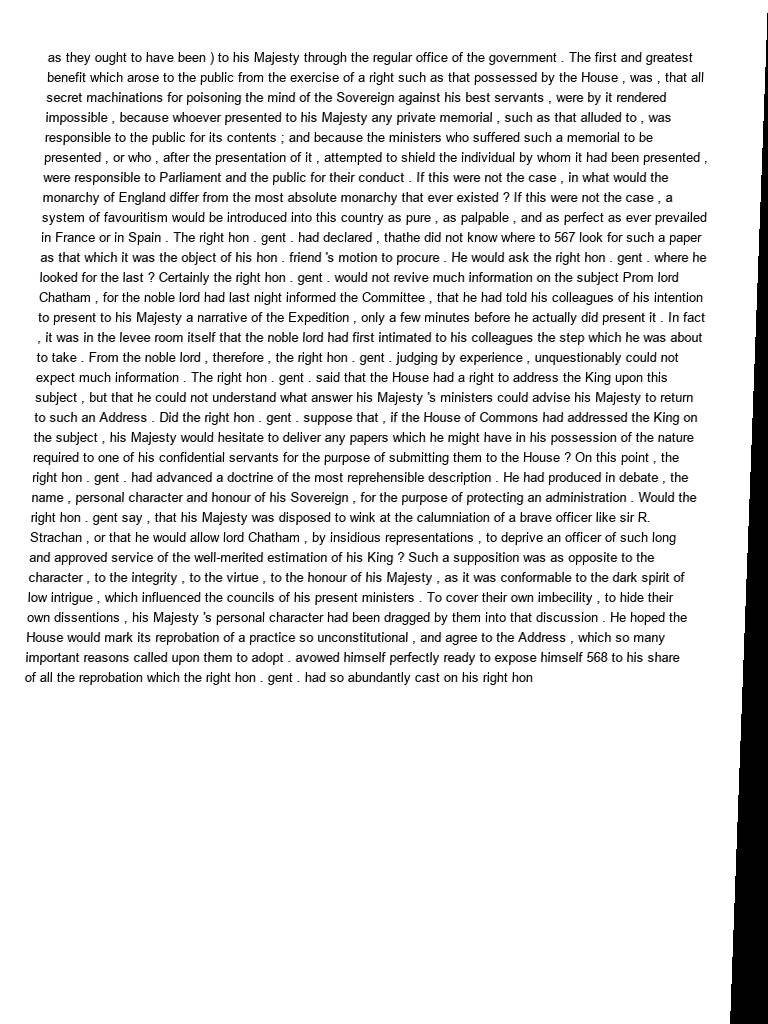 as they ought to have been ) to his Majesty through the regular office of the government . The first and greatest
benefit which arose to the public from the exercise of a right such as that possessed by the House , was , that all
secret machinations for poisoning the mind of the Sovereign against his best servants , were by it rendered
impossible , because whoever presented to his Majesty any private memorial , such as that alluded to , was
responsible to the public for its contents ; and because the ministers who suffered such a memorial to be
presented , or who , after the presentation of it , attempted to shield the individual by whom it had been presented ,
were responsible to Parliament and the public for their conduct . If this were not the case , in what would the
monarchy of England differ from the most absolute monarchy that ever existed ? If this were not the case , a
system of favouritism would be introduced into this country as pure , as palpable , and as perfect as ever prevailed
in France or in Spain . The right hon . gent . had declared , thathe did not know where to 567 look for such a paper
as that which it was the object of his hon . friend 's motion to procure . He would ask the right hon . gent . where he
looked for the last ? Certainly the right hon . gent . would not revive much information on the subject Prom lord
Chatham , for the noble lord had last night informed the Committee , that he had told his colleagues of his intention
to present to his Majesty a narrative of the Expedition , only a few minutes before he actually did present it . In fact
, it was in the levee room itself that the noble lord had first intimated to his colleagues the step which he was about
to take . From the noble lord , therefore , the right hon . gent . judging by experience , unquestionably could not
expect much information . The right hon . gent . said that the House had a right to address the King upon this
subject , but that he could not understand what answer his Majesty 's ministers could advise his Majesty to return
to such an Address . Did the right hon . gent . suppose that , if the House of Commons had addressed the King on
the subject , his Majesty would hesitate to deliver any papers which he might have in his possession of the nature
required to one of his confidential servants for the purpose of submitting them to the House ? On this point , the
right hon . gent . had advanced a doctrine of the most reprehensible description . He had produced in debate , the
name , personal character and honour of his Sovereign , for the purpose of protecting an administration . Would the
right hon . gent say , that his Majesty was disposed to wink at the calumniation of a brave officer like sir R.
Strachan , or that he would allow lord Chatham , by insidious representations , to deprive an officer of such long
and approved service of the well-merited estimation of his King ? Such a supposition was as opposite to the
character , to the integrity , to the virtue , to the honour of his Majesty , as it was conformable to the dark spirit of
low intrigue , which influenced the councils of his present ministers . To cover their own imbecility , to hide their
own dissentions , his Majesty 's personal character had been dragged by them into that discussion . He hoped the
House would mark its reprobation of a practice so unconstitutional , and agree to the Address , which so many
important reasons called upon them to adopt . avowed himself perfectly ready to expose himself 568 to his share
of all the reprobation which the right hon . gent . had so abundantly cast on his right hon